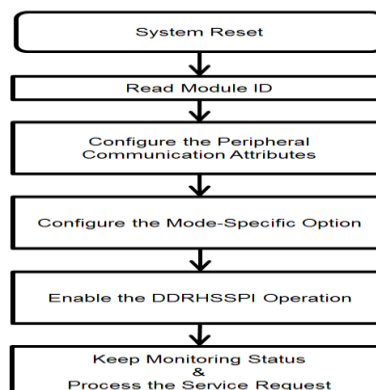 System Reset
Read Module ID
Configure the Peripheral
Communication Attributes
Configure the Mode-Specific Option
Enable the DDRHSSPI Operation
Keep Monitoring Status
&
Process the Service Request